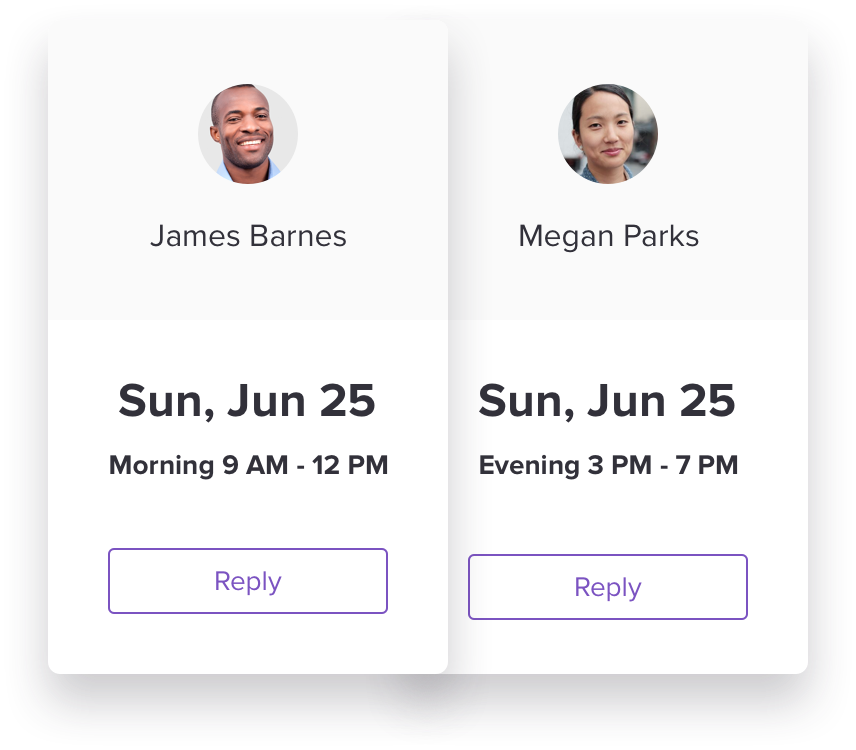 James Barnes
Sun, Jun 25
Morning 9 AM - 12 PM
Reply
Megan Parks
Sun, Jun 25
Evening 3 PM - 7 PM
Reply